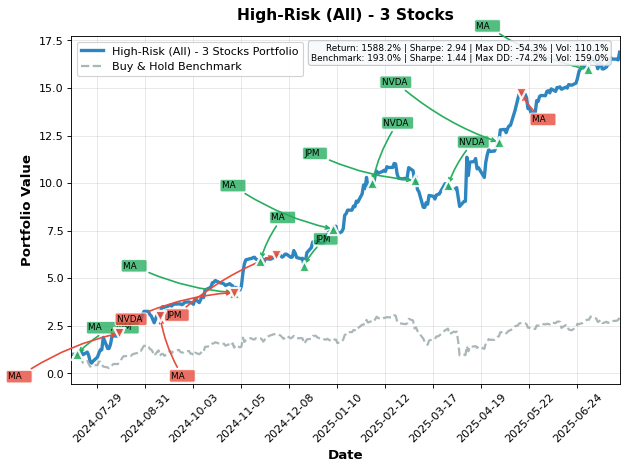 High-Risk (All) - 3 Stocks
MA
High-Risk (All) - 3 Stocks Portfolio
Buy & Hold Benchmark
Return: 1588.2% | Sharpe: 2.94 | Max DD: -54.3% | Vol: 110.1%
Benchmark: 193.0% | Sharpe: 1.44 | Max DD: -74.2% | Vol: 159.0%
NVDA
NVDA
MA
NVDA
JPM
MA
MA
JPM
MA
MA
NVDA
JPM
MA
MA
Portfolio Value
17.5
15.0
12.5
10.0
7.5
5.0
2.5
0.0
2024-07-29
2024-08-31
2024-10-03
2024-11-05
2024-12-08
2025-01-10
2025-02-12
2025-03-17
2025-04-19
2025-05-22
2025-06-24
Date